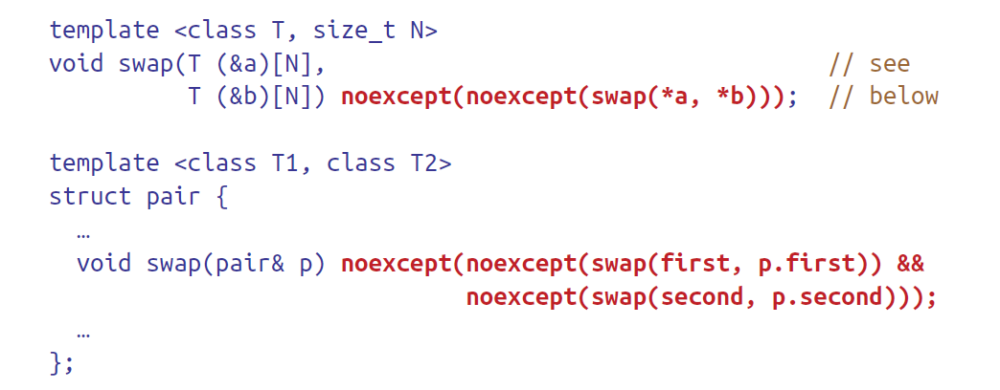 template <class T, size_t N>
void swap(T (&a)[N], // see
T (&b)[N]) noexcept(noexcept(swap(*a, *b))); // below
template <class T1, class T2>
struct pair {
…
void swap(pair& p) noexcept(noexcept(swap(first, p.first)) &&
noexcept(swap(second, p.second)));
…
};